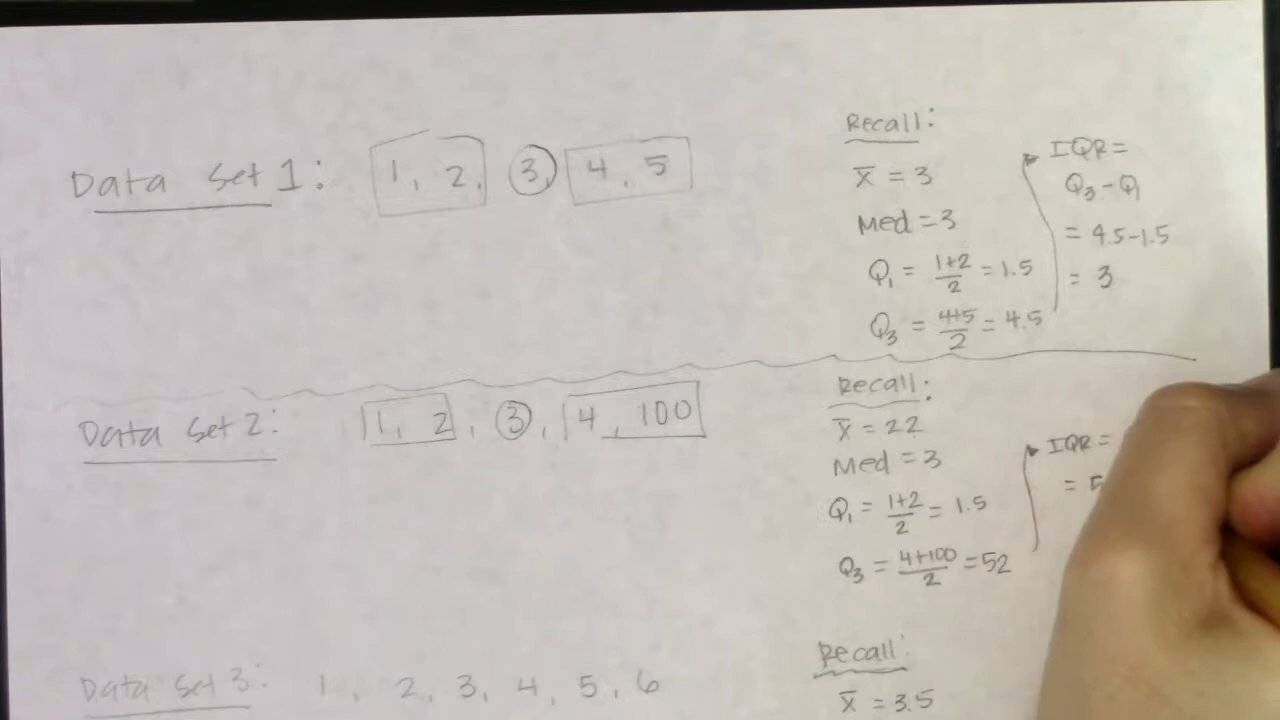 Data Set 1: 1, 2, 3, 4, 5
Recall:
x̅ = 3
Med = 3
Q₁ = 1+2/2 = 1.5
Q₃ = 4+5/2 = 4.5
IQR =
Q₃ - Q₁
= 4.5-1.5
= 3
Data Set 2: 1, 2, 3, 4, 100
Recall:
x̅ = 22
Med = 3
Q₁ = 1+2/2 = 1.5
Q₃ = 4+100/2 = 52
IQR =
= 5
Data Set 3: 1, 2, 3, 4, 5, 6
Recall:
x̅ = 3.5